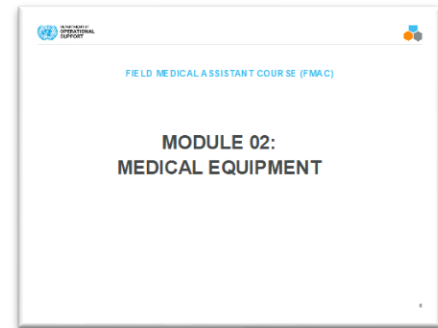 DEPARTMENT OF
OPERATIONAL
SUPPORT
FIELD MEDICAL ASSISTANT COURSE (FMAC)
MODULE 02:
MEDICAL EQUIPMENT